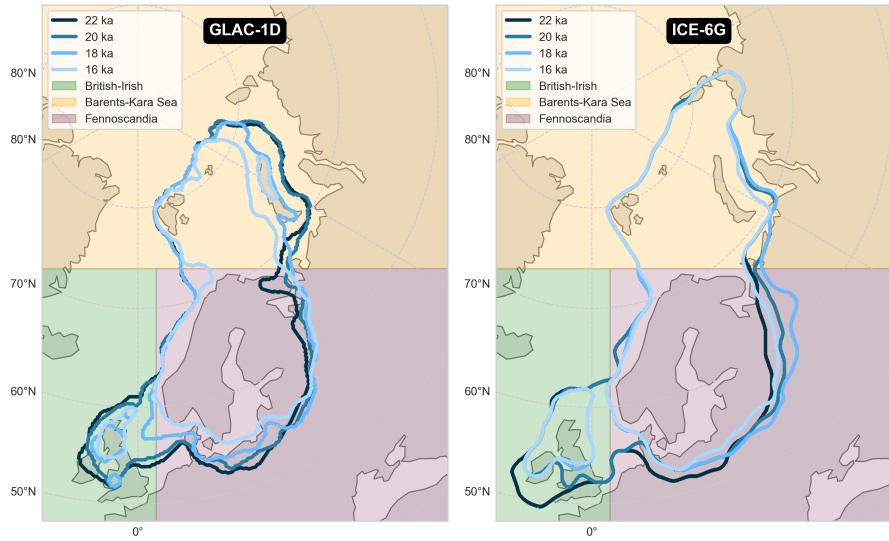 GLAC-1D
22 ka
20 ka
18 ka
16 ka
British-Irish
Barents-Kara Sea
Fennoscandia
80°N
80°N
70°N
60°N
50°N
0°
ICE-6G
22 ka
20 ka
18 ka
16 ka
British-Irish
Barents-Kara Sea
Fennoscandia
80°N
80°N
70°N
60°N
50°N
0°